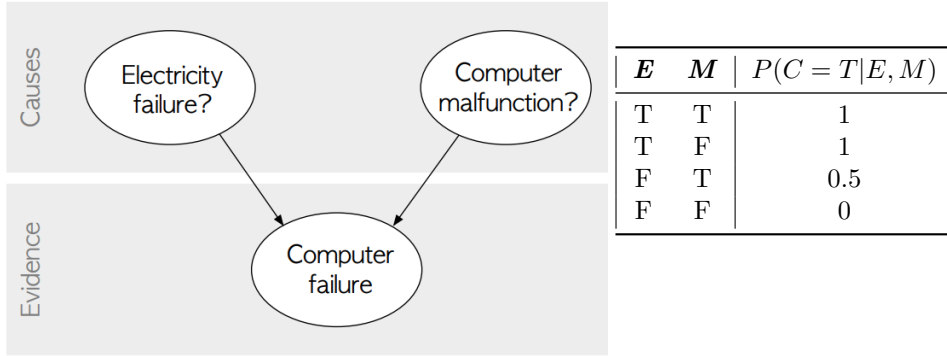 Causes
Electricity
failure?
Computer
malfunction?
Evidence
Computer
failure
E M P(C = T|E, M)
T T 1
T F 1
F T 0.5
F F 0